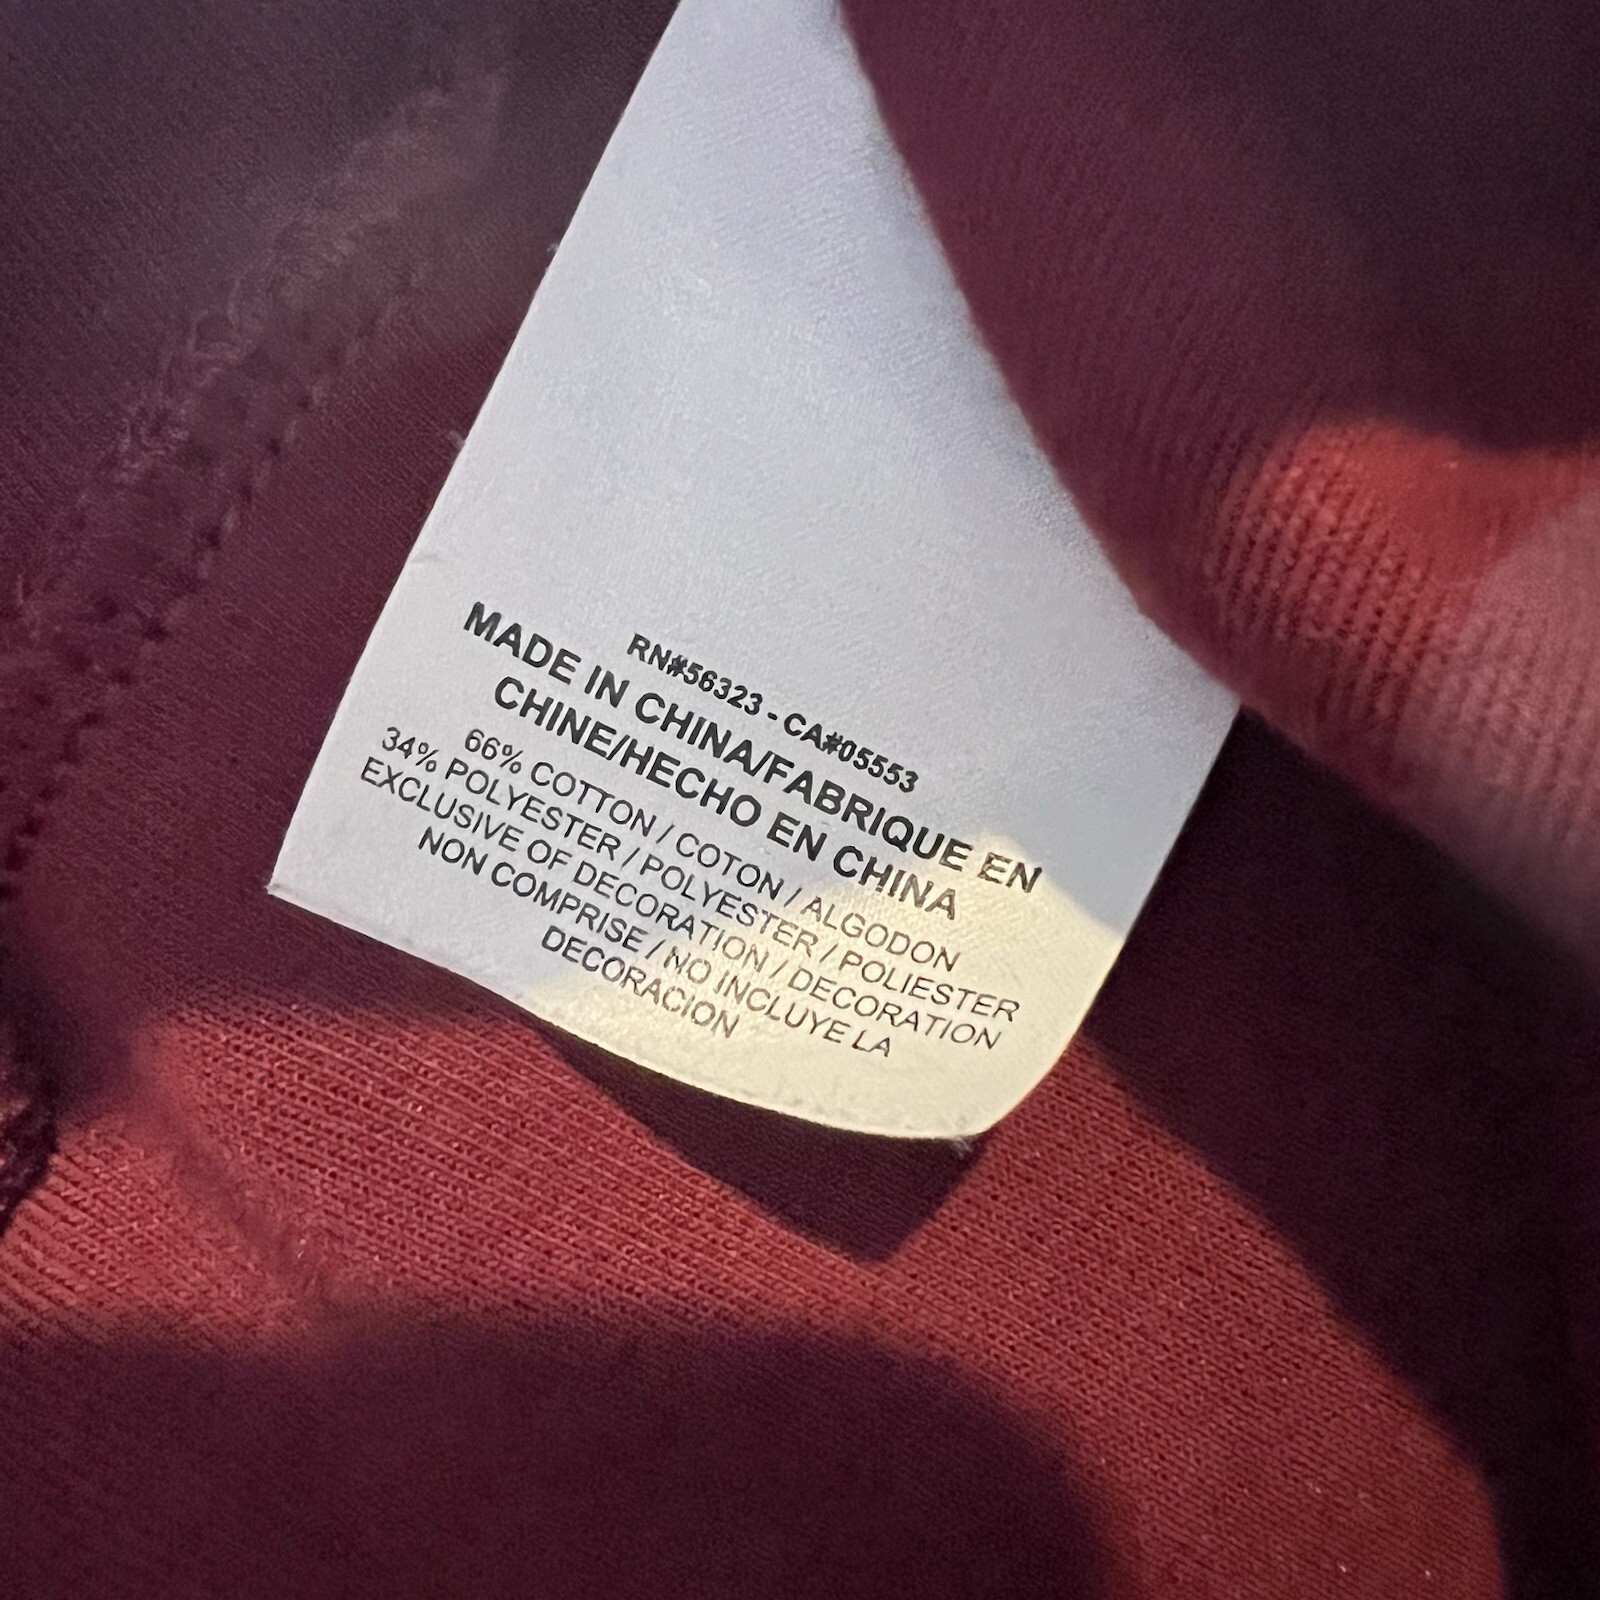 RN#56323 - CA#05553
MADE IN CHINA/FABRIQUE EN
CHINE/HECHO EN CHINA
66% COTTON / COTON / ALGODON
34% POLYESTER / POLYESTER / POLIESTER
EXCLUSIVE OF DECORATION / DECORATION
NON COMPRISE / NO INCLUYE LA
DECORACION